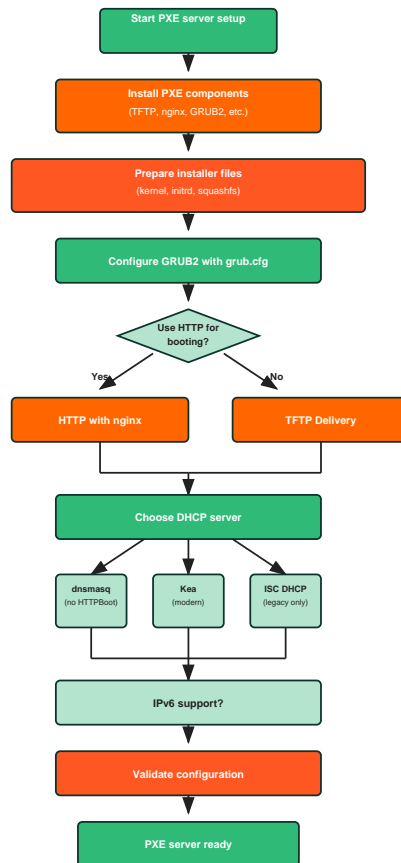 Start PXE server setup
Install PXE components
(TFTP, nginx, GRUB2, etc.)
Prepare installer files
(kernel, initrd, squashfs)
Configure GRUB2 with grub.cfg
Use HTTP for
booting?
Yes
No
HTTP with nginx
TFTP Delivery
Choose DHCP server
dnsmasq
(no HTTPBoot)
Kea
(modern)
ISC DHCP
(legacy only)
IPv6 support?
Validate configuration
PXE server ready